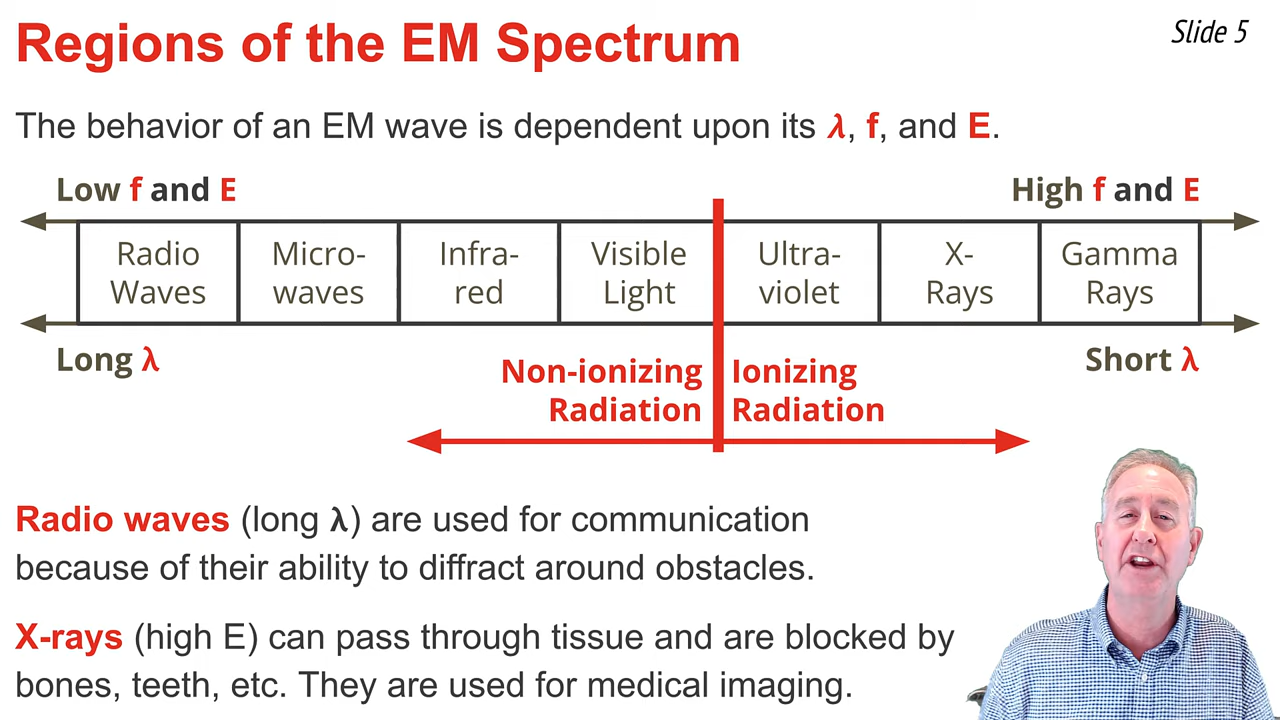 Regions of the EM Spectrum
Slide 5
The behavior of an EM wave is dependent upon its λ, f, and E.
Low f and E
High f and E
Radio
Waves
Micro-
waves
Infra-
red
Visible
Light
Ultra-
violet
X-
Rays
Gamma
Rays
Long λ
Short λ
Non-ionizing
Radiation
Ionizing
Radiation
Radio waves (long λ) are used for communication
because of their ability to diffract around obstacles.
X-rays (high E) can pass through tissue and are blocked by
bones, teeth, etc. They are used for medical imaging.